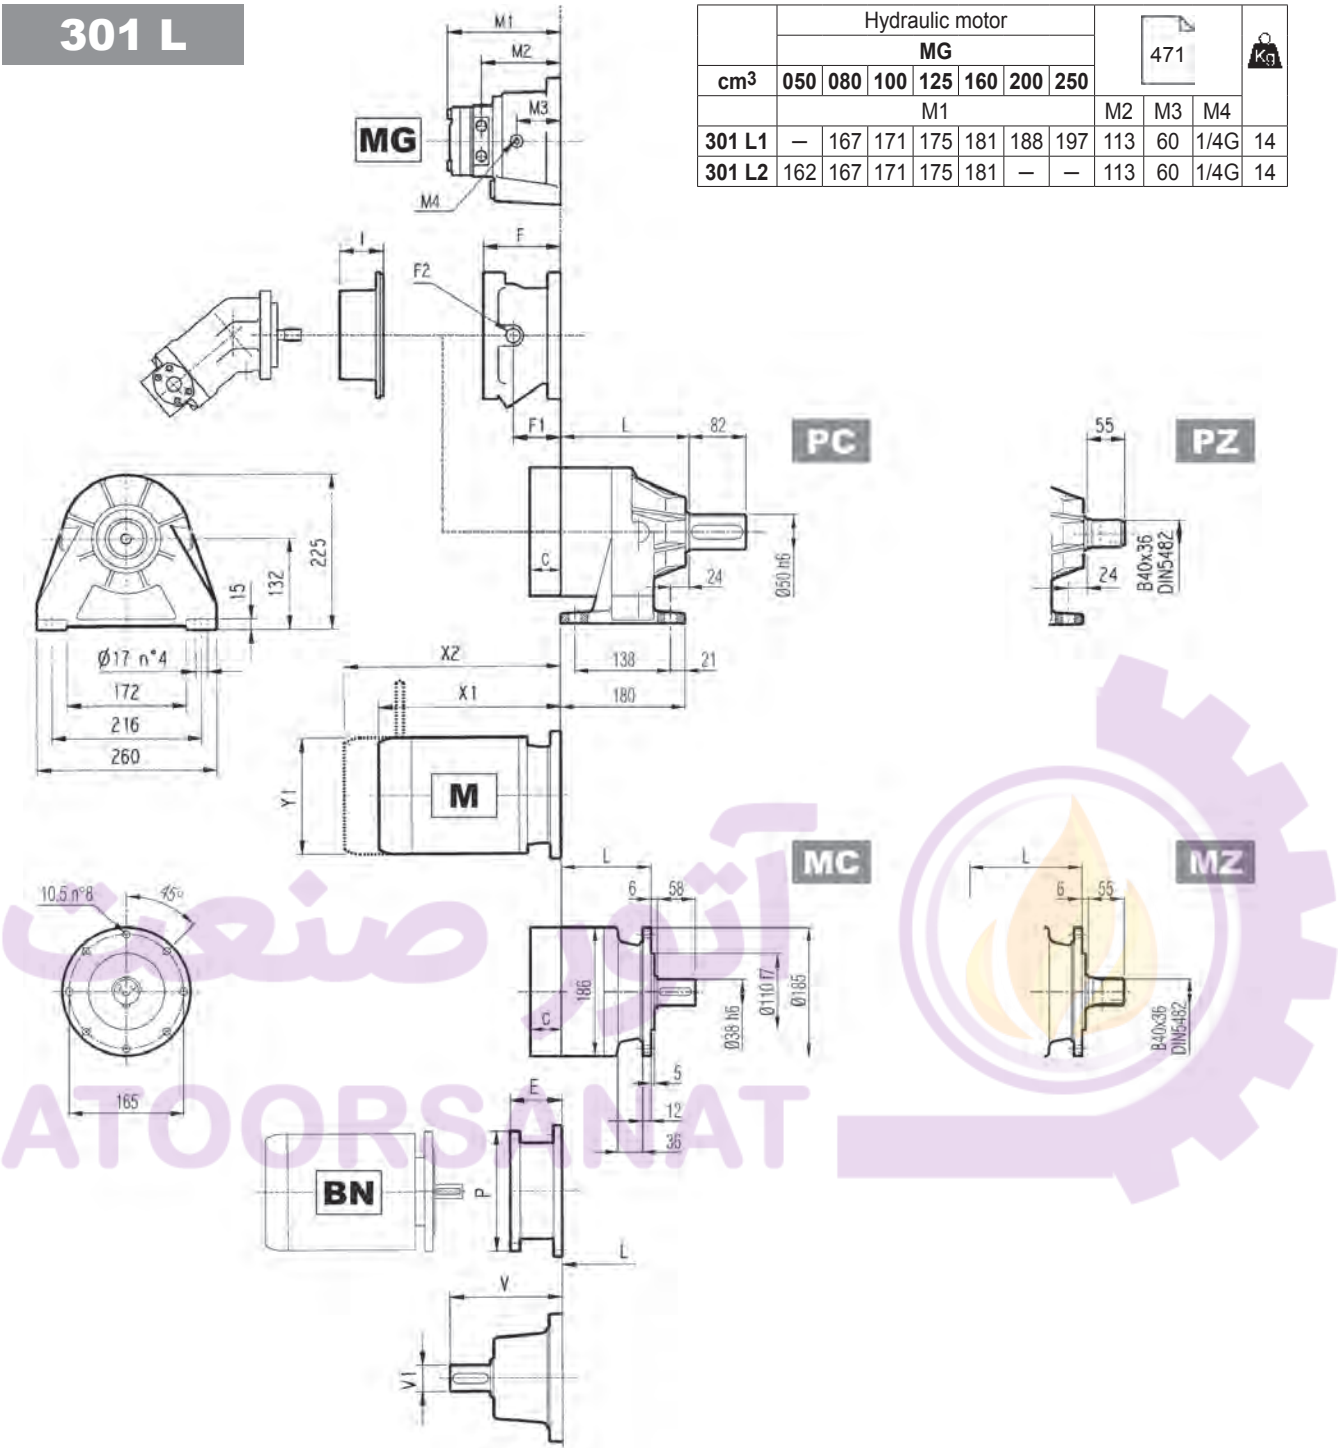 301 L
Hydraulic motor
MG
471
Kg
cm3 050 080 100 125 160 200 250
M1 M2 M3 M4
301 L1 — 167 171 175 181 188 197 113 60 1/4G 14
301 L2 162 167 171 175 181 — — 113 60 1/4G 14
M1
M2
M3
MG
M4
I
F
F2
F1
L
82
PC
55
PZ
225
132
15
C
24
Ø50 h6
24
B40x36
DIN5482
Ø17 n°4
172
216
260
138
21
180
X2
X1
Y1
M
L
MC
6
58
L
MZ
6
55
10,5 n°8
45°
165
186
C
Ø38 h6
Ø110 f7
Ø185
B40x36
DIN5482
5
12
36
آتور صنعت
ATOORSANAT
E
BN
P
L
V
V1